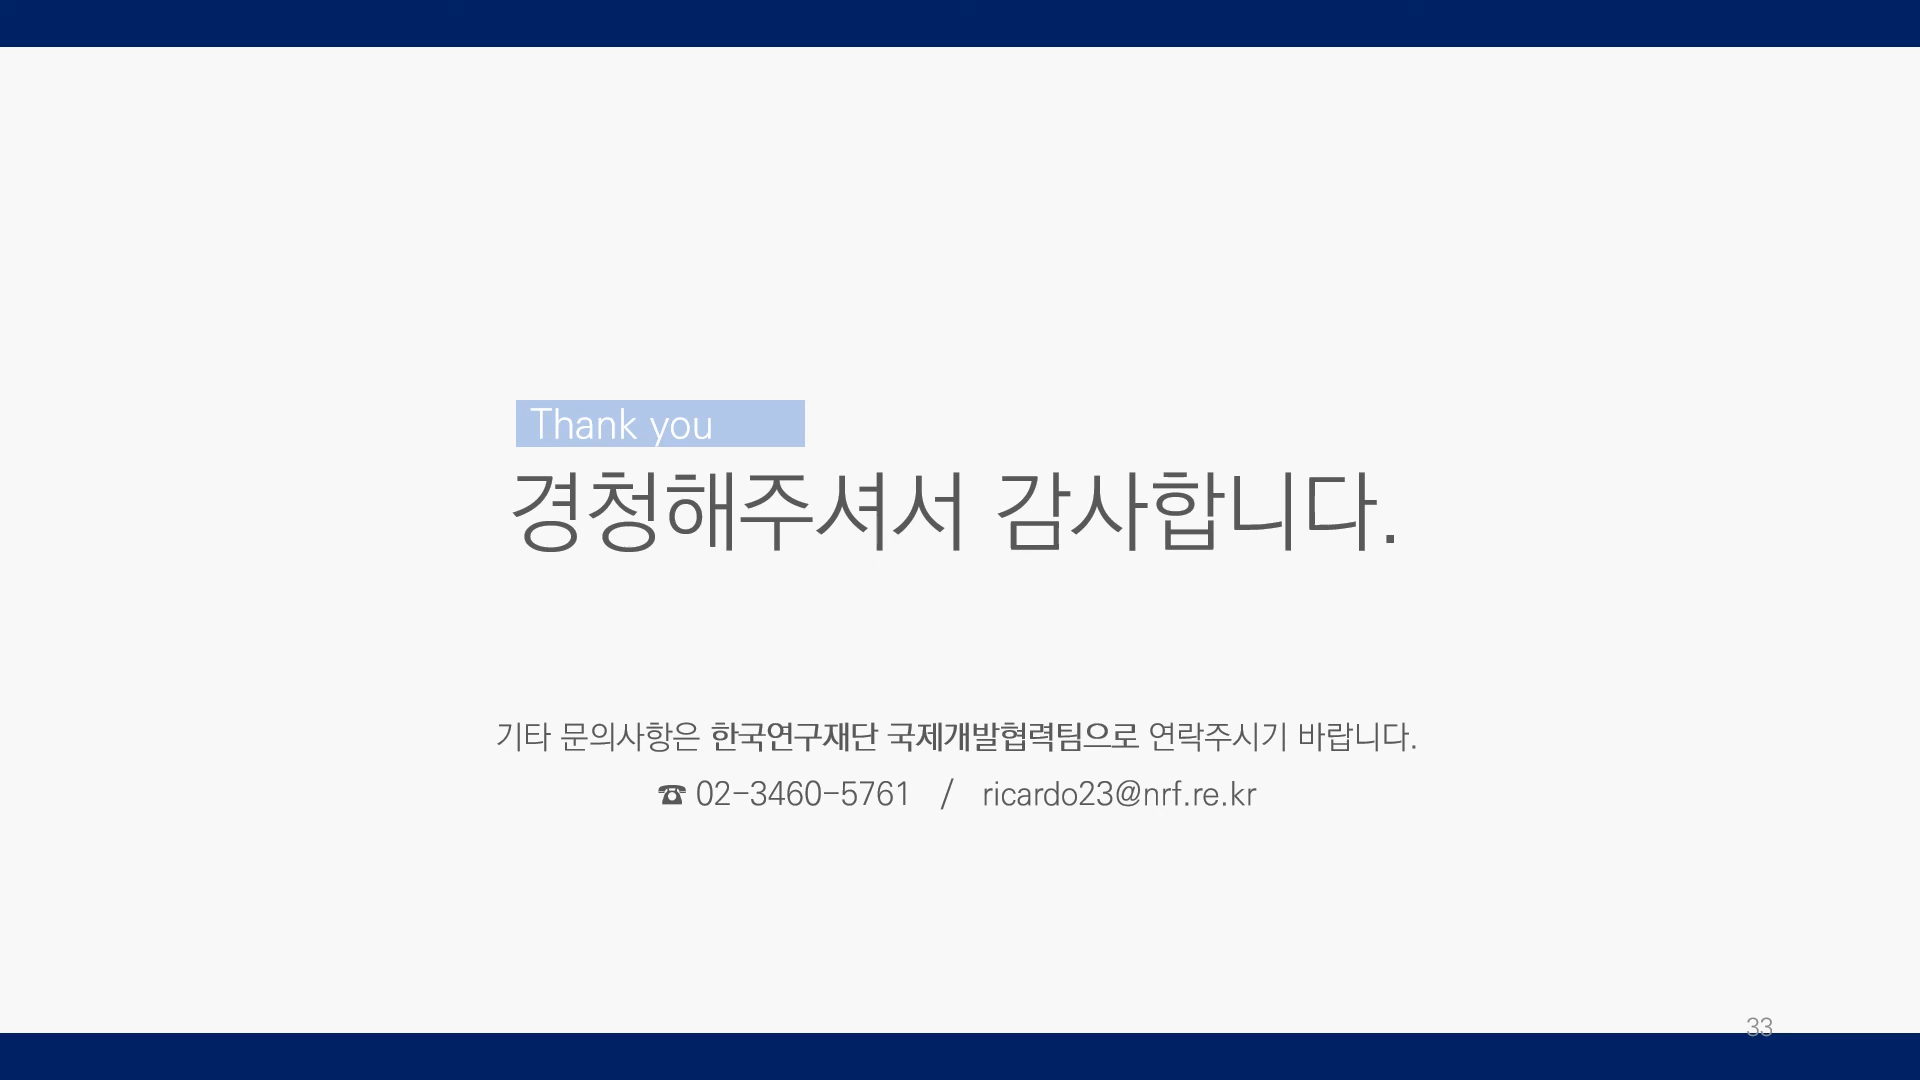 Thank you
경청해주셔서 감사합니다.
기타 문의사항은 한국연구재단 국제개발협력팀으로 연락주시기 바랍니다.
☎ 02-3460-5761 / ricardo23@nrf.re.kr
33